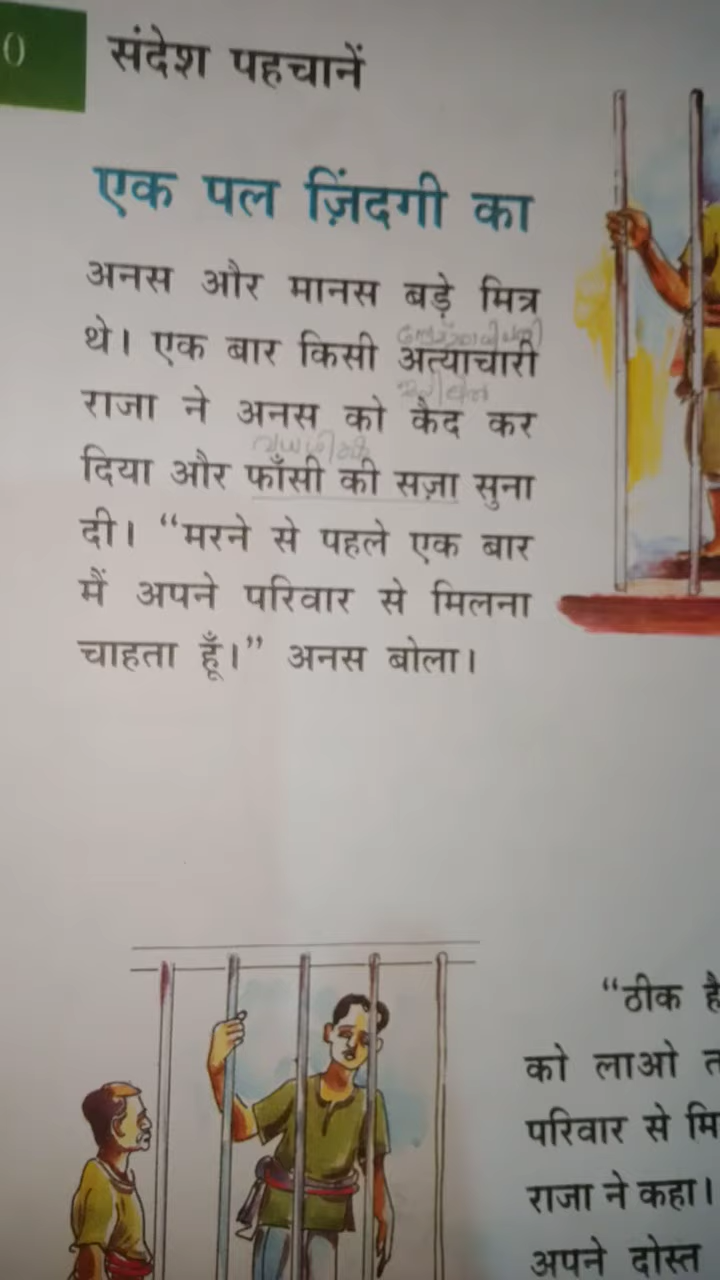 0
संदेश पहचानें
एक पल ज़िंदगी का
अनस और मानस बड़े मित्र
थे। एक बार किसी अत्याचारी
राजा ने अनस को कैद कर
दिया और फाँसी की सज़ा सुना
दी। “मरने से पहले एक बार
मैं अपने परिवार से मिलना
चाहता हूँ।” अनस बोला।
“ठीक है
को लाओ
परिवार से
राजा ने कहा।
अपने दोस्त